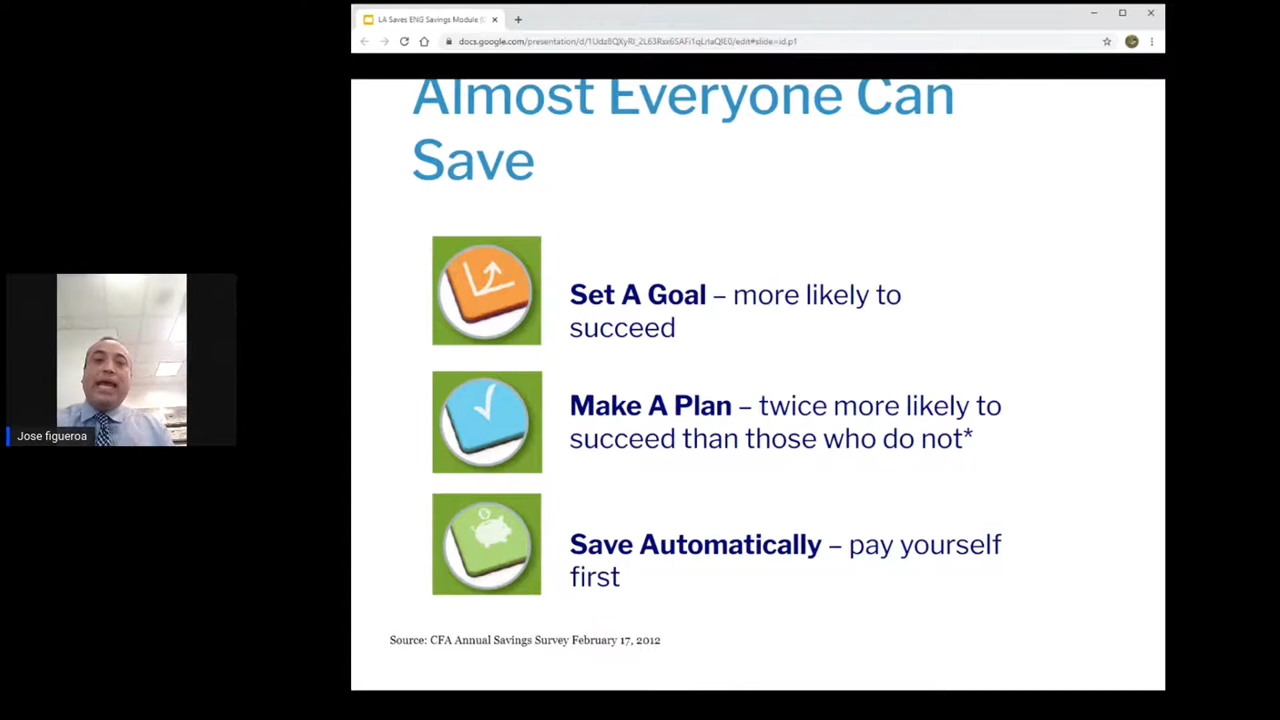 LA Saves ENG Savings Module (
Almost Everyone Can
Save
Set A Goal – more likely to
succeed
Make A Plan – twice more likely to
succeed than those who do not*
Save Automatically – pay yourself
first
Source: CFA Annual Savings Survey February 17, 2012
Jose figueroa